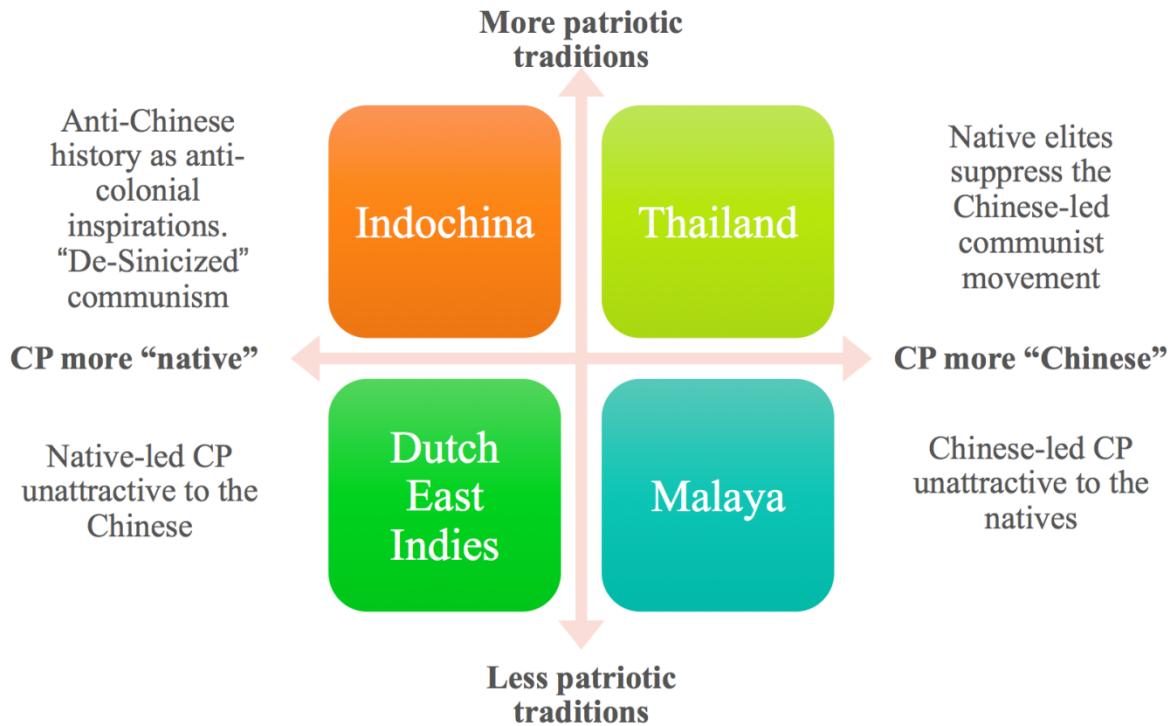 More patriotic
traditions
Anti-Chinese
history as anti-
colonial
inspirations.
“De-Sinicized”
communism
Indochina
Thailand
Native elites
suppress the
Chinese-led
communist
movement
CP more “native”
CP more “Chinese”
Native-led CP
unattractive to the
Chinese
Dutch
East
Indies
Malaya
Chinese-led CP
unattractive to the
natives
Less patriotic
traditions